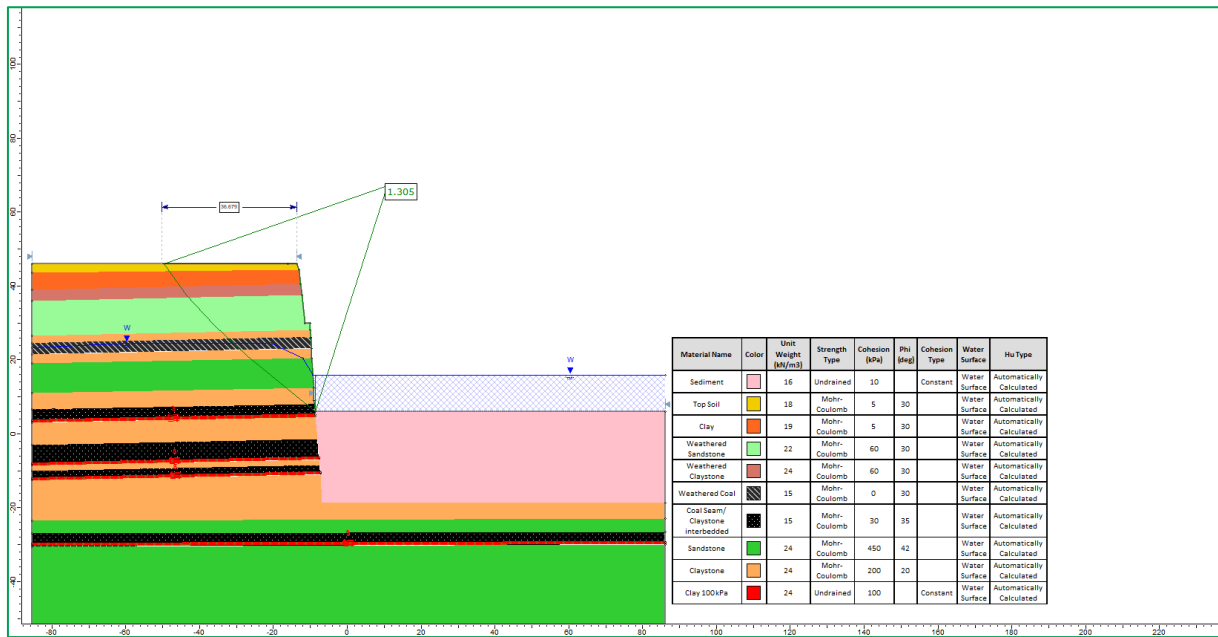 100
80
60
40
20
0
-20
-40
1.305
36.679
W
W
Material Name Color Unit Weight (kN/m3) Strength Type Cohesion (kPa) Phi (deg) Cohesion Type Water Surface Hu Type
Sediment 16 Undrained 10 Constant Water Surface Automatically Calculated
Top Soil 18 Mohr-Coulomb 5 30 Water Surface Automatically Calculated
Clay 19 Mohr-Coulomb 5 30 Water Surface Automatically Calculated
Weathered Sandstone 22 Mohr-Coulomb 60 30 Water Surface Automatically Calculated
Weathered Claystone 24 Mohr-Coulomb 60 30 Water Surface Automatically Calculated
Weathered Coal 15 Mohr-Coulomb 0 30 Water Surface Automatically Calculated
Coal Seam/ Claystone interbedded 15 Mohr-Coulomb 30 35 Water Surface Automatically Calculated
Sandstone 24 Mohr-Coulomb 450 42 Water Surface Automatically Calculated
Claystone 24 Mohr-Coulomb 200 20 Water Surface Automatically Calculated
Clay 100kPa 24 Undrained 100 Constant Water Surface Automatically Calculated
-80 -60 -40 -20 0 20 40 60 80 100 120 140 160 180 200 220